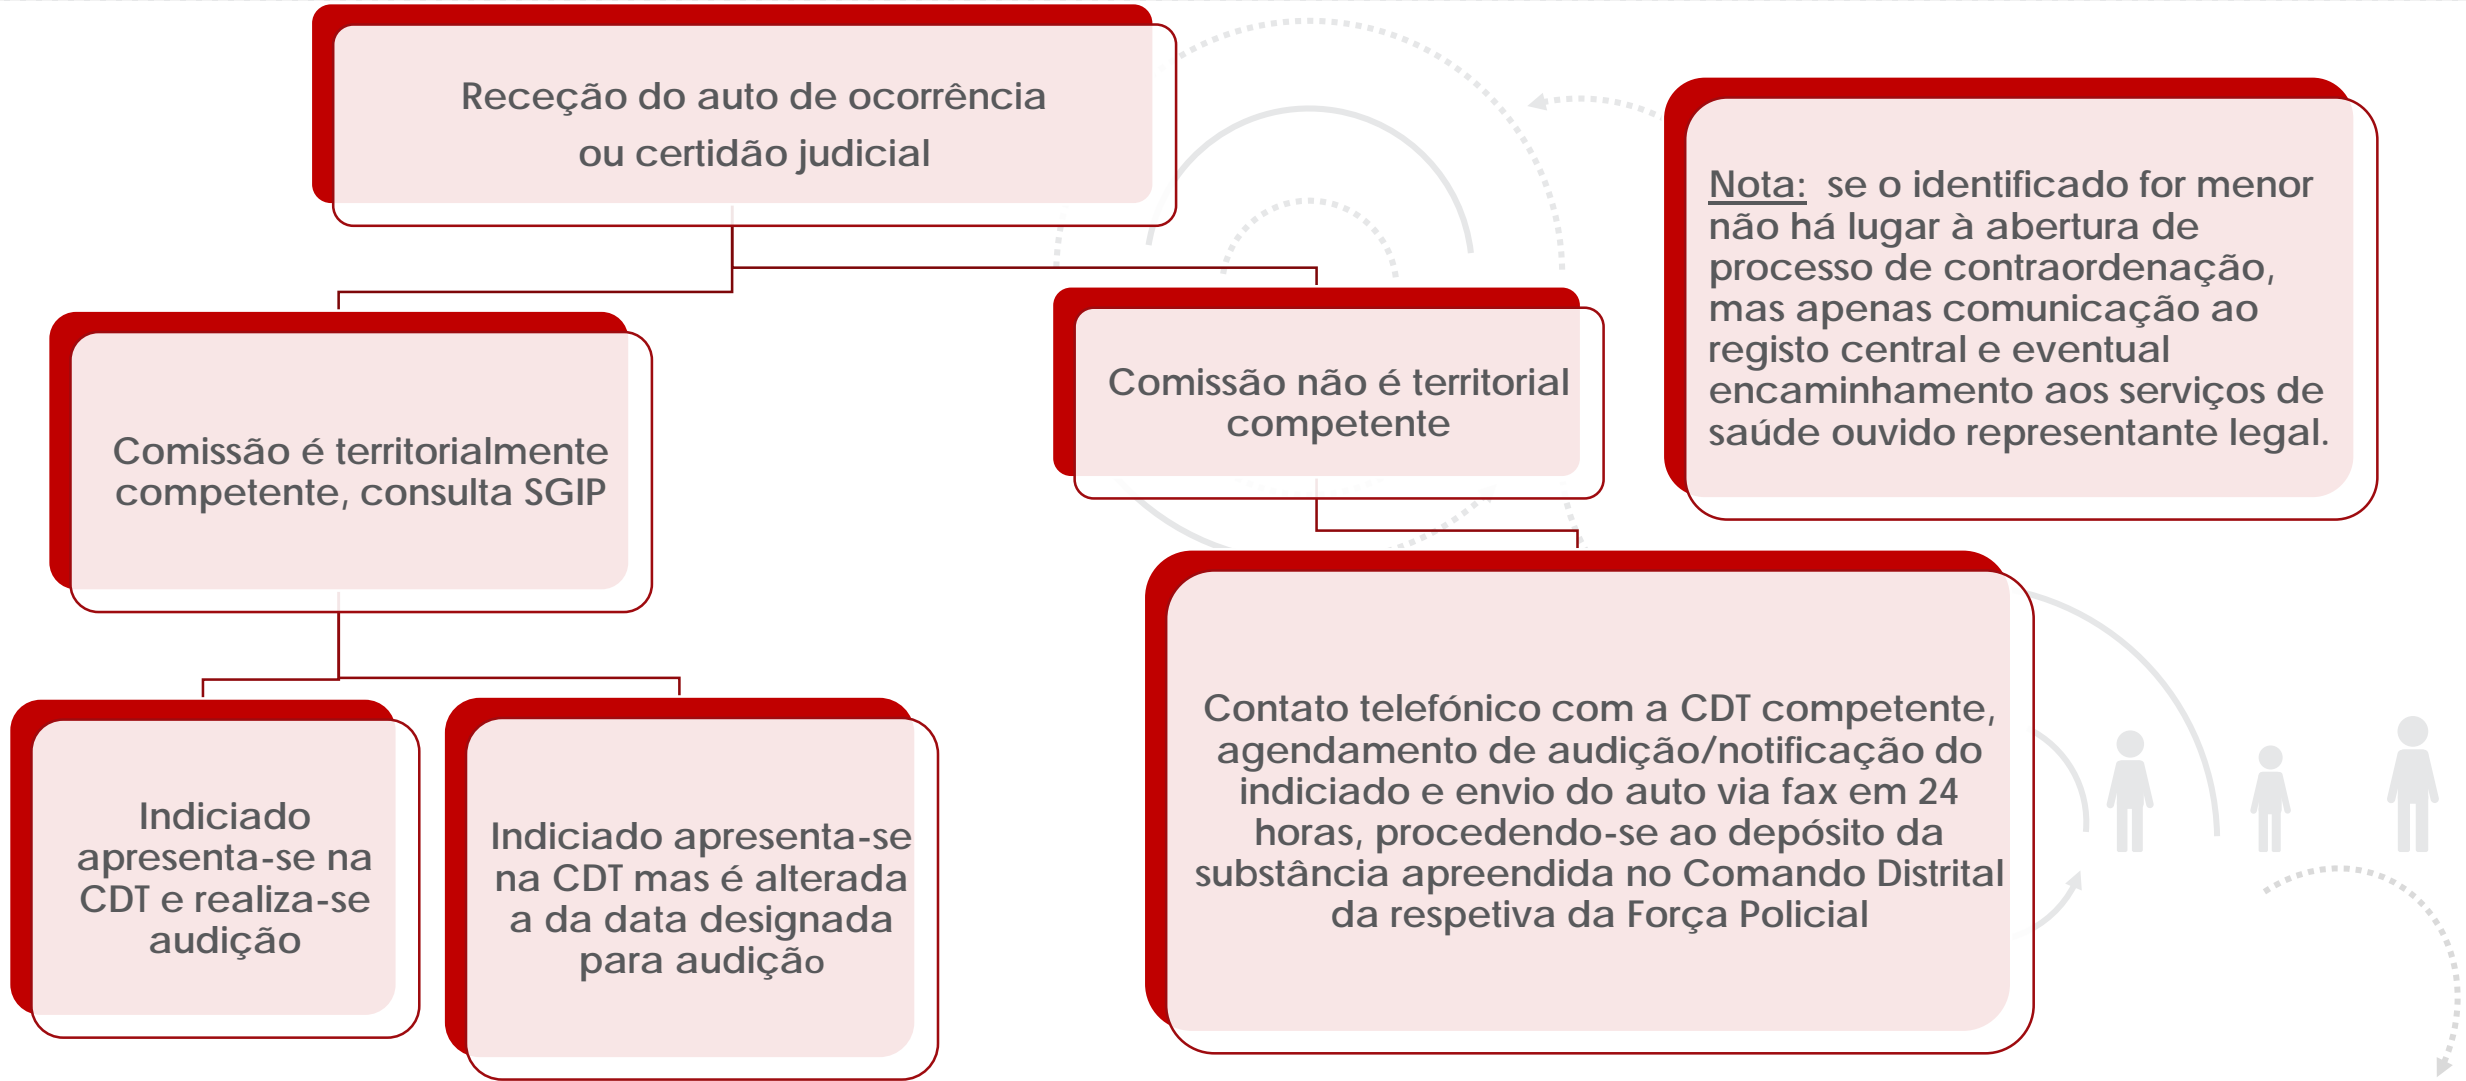 Receção do auto de ocorrência
ou certidão judicial
Nota: se o identificado for menor
não há lugar à abertura de
processo de contraordenação,
mas apenas comunicação ao
registo central e eventual
encaminhamento aos serviços de
saúde ouvido representante legal.
Comissão é territorialmente
competente, consulta SGIP
Comissão não é territorial
competente
Indiciado
apresenta-se na
CDT e realiza-se
audição
Indiciado apresenta-se
na CDT mas é alterada
a da data designada
para audição
Contato telefónico com a CDT competente,
agendamento de audição/notificação do
indiciado e envio do auto via fax em 24
horas, procedendo-se ao depósito da
substância apreendida no Comando Distrital
da respetiva da Força Policial